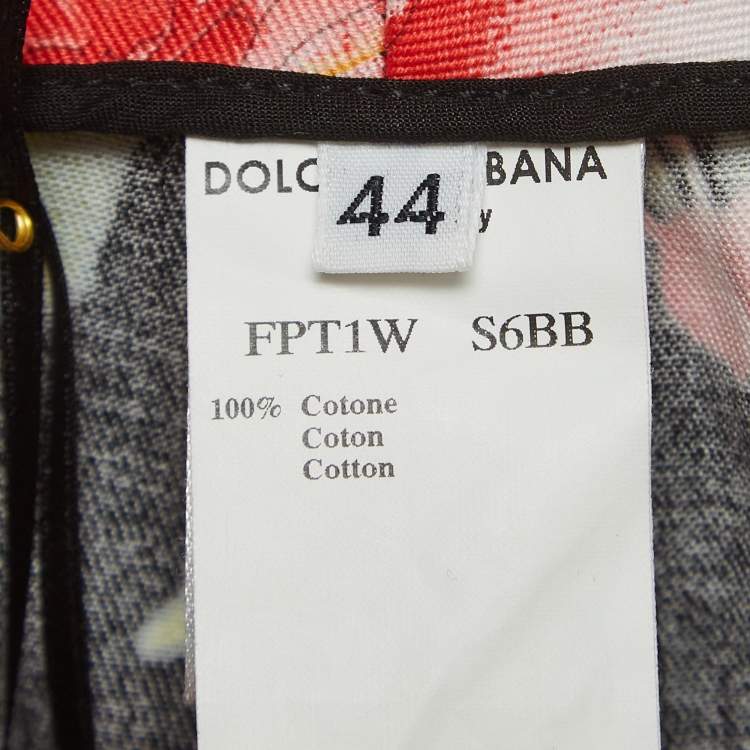 DOLC BANA
44
y
FPT1W S6BB
100% Cotone
Coton
Cotton